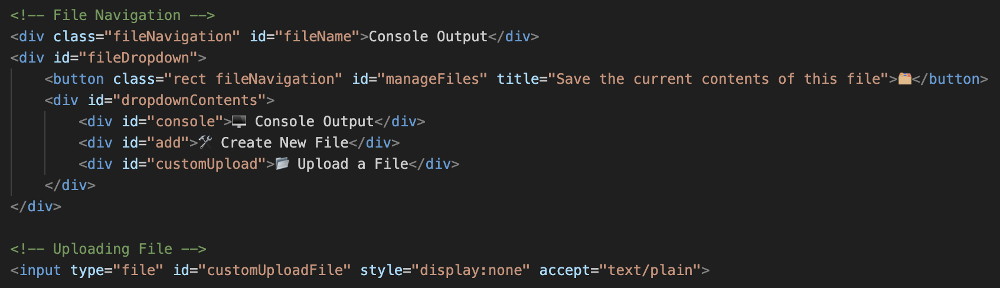 <!-- File Navigation -->
<div class="fileNavigation" id="fileName">Console Output</div>
<div id="fileDropdown">
    <button class="rect fileNavigation" id="manageFiles" title="Save the current contents of this file">🗂️</button>
    <div id="dropdownContents">
        <div id="console">🖥️ Console Output</div>
        <div id="add">🛠️ Create New File</div>
        <div id="customUpload">📂 Upload a File</div>
    </div>
</div>

<!-- Uploading File -->
<input type="file" id="customUploadFile" style="display:none" accept="text/plain">